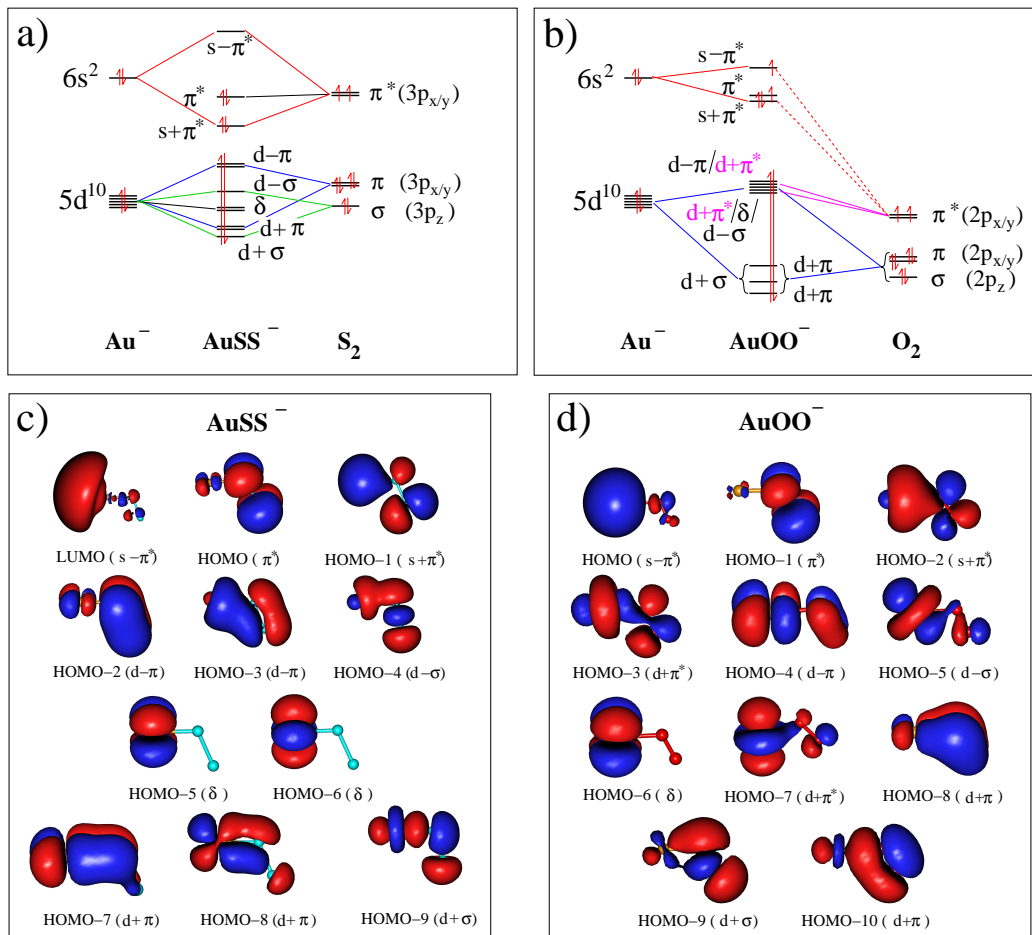 a)
s−π*
6s²
π*
π* (3px/y)
s+π*
d−π
5d¹⁰
d−σ
π (3px/y)
δ
σ (3pz)
d+π
d+σ
Au⁻ AuSS⁻ S₂
b)
s−π*
6s²
π*
s+π*
d−π/d+π*
5d¹⁰
d+π*/δ/
d−σ
π* (2px/y)
π (2px/y)
d+σ
d+π
σ (2pz)
d+π
Au⁻ AuOO⁻ O₂
c)
AuSS⁻
LUMO (s−π*) HOMO (π*) HOMO−1 (s+π*)
HOMO−2 (d−π) HOMO−3 (d−π) HOMO−4 (d−σ)
HOMO−5 (δ) HOMO−6 (δ)
HOMO−7 (d+π) HOMO−8 (d+π) HOMO−9 (d+σ)
d)
AuOO⁻
HOMO (s−π*) HOMO−1 (π*) HOMO−2 (s+π*)
HOMO−3 (d+π*) HOMO−4 (d−π) HOMO−5 (d−σ)
HOMO−6 (δ) HOMO−7 (d+π*) HOMO−8 (d+π)
HOMO−9 (d+σ) HOMO−10 (d+π)